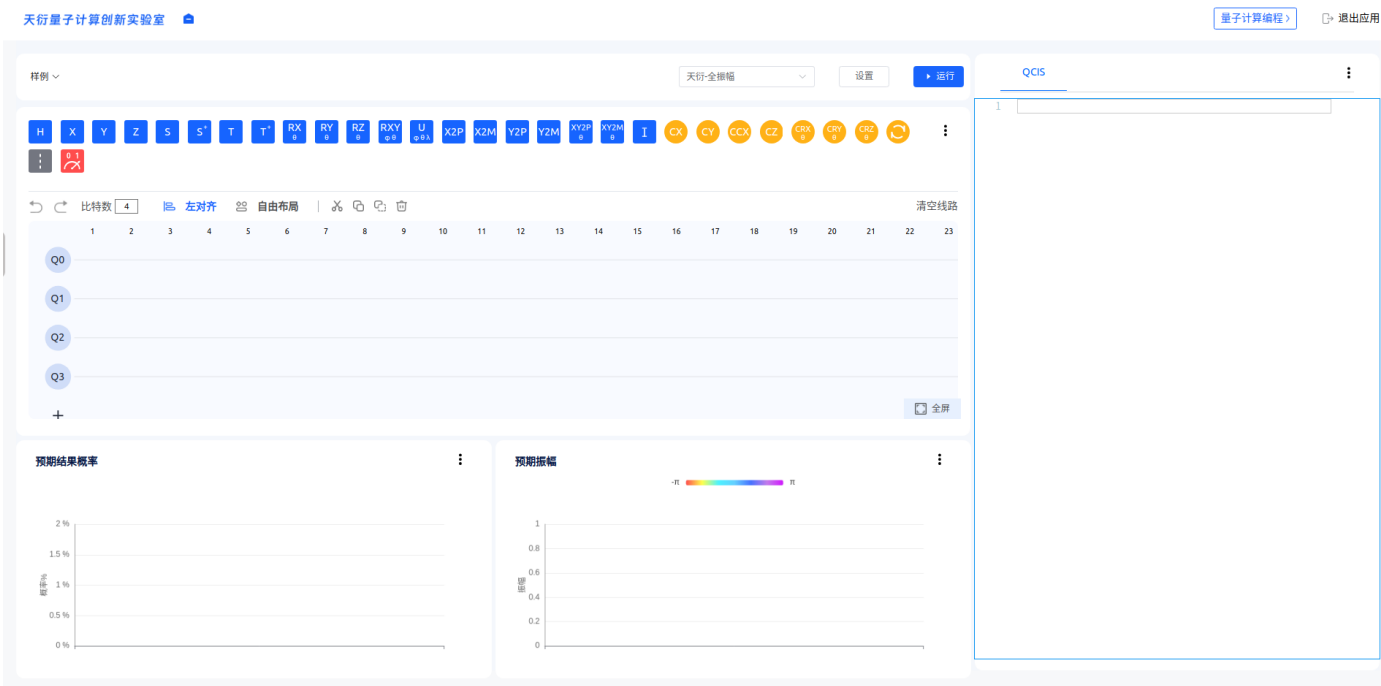 天衍量子计算创新实验室
量子计算编程 >
退出应用
样例
天衍-全振幅
设置
运行
QCIS
H X Y Z S S+ T T+ RX θ RY θ RZ θ RXY φ θ U φ θ λ X2P X2M Y2P Y2M XY2P θ XY2M θ I CX CY CCX CZ CRX θ CRY θ CRZ θ
0 1
比特数 4 左对齐 自由布局 清空线路
1 2 3 4 5 6 7 8 9 10 11 12 13 14 15 16 17 18 19 20 21 22 23
Q0
Q1
Q2
Q3
+
全屏
1
预期结果概率
2 %
1.5 %
1 %
0.5 %
0 %
概率%
预期振幅
-π π
1
0.8
0.6
0.4
0.2
0
振幅